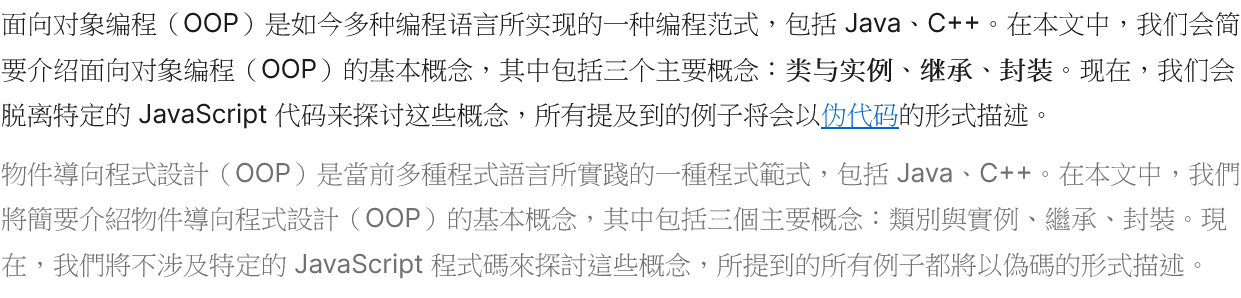 面向对象编程（OOP）是如今多种编程语言所实现的一种编程范式，包括 Java、C++。在本文中，我们会简
要介绍面向对象编程（OOP）的基本概念，其中包括三个主要概念：类与实例、继承、封装。现在，我们会
脱离特定的 JavaScript 代码来探讨这些概念，所有提及到的例子将会以伪代码的形式描述。
物件導向程式設計（OOP）是當前多種程式語言所實踐的一種程式範式，包括 Java、C++。在本文中，我們
將簡要介紹物件導向程式設計（OOP）的基本概念，其中包括三個主要概念：類別與實例、繼承、封裝。現
在，我們將不涉及特定的 JavaScript 程式碼來探討這些概念，所提到的所有例子都將以偽碼的形式描述。